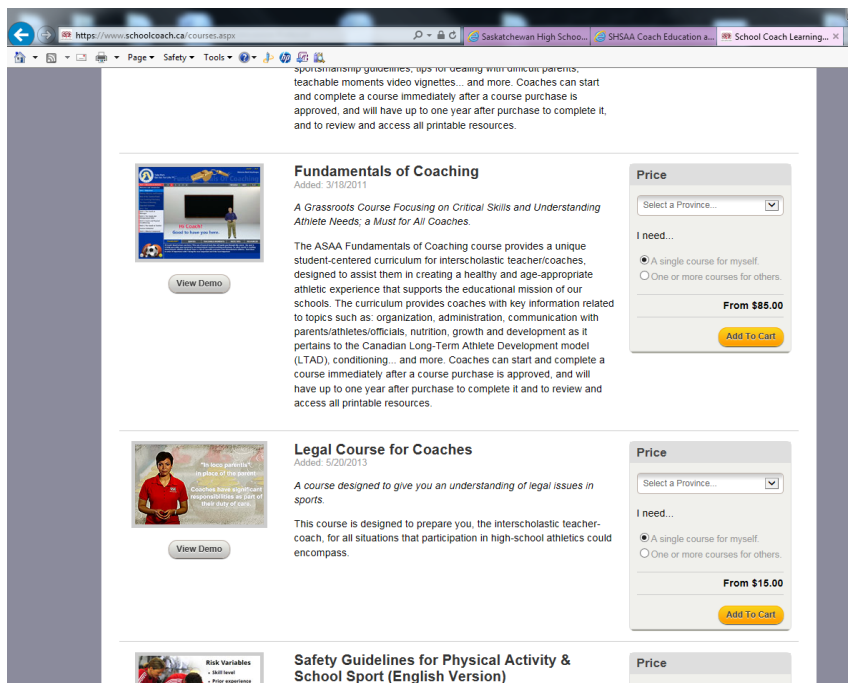 https://www.schoolcoach.ca/courses.aspx
Saskatchewan High Schoo...
SHSAA Coach Education a...
School Coach Learning...
Page
Safety
Tools
sportsmanship guidelines, tips for dealing with difficult parents,
teachable moments video vignettes... and more. Coaches can start
and complete a course immediately after a course purchase is
approved, and will have up to one year after purchase to complete it,
and to review and access all printable resources.
Fundamentals of Coaching
Added: 3/18/2011
A Grassroots Course Focusing on Critical Skills and Understanding
Athlete Needs; a Must for All Coaches.
The ASAA Fundamentals of Coaching course provides a unique
student-centered curriculum for interscholastic teacher/coaches,
designed to assist them in creating a healthy and age-appropriate
athletic experience that supports the educational mission of our
schools. The curriculum provides coaches with key information related
to topics such as: organization, administration, communication with
parents/athletes/officials, nutrition, growth and development as it
pertains to the Canadian Long-Term Athlete Development model
(LTAD), conditioning... and more. Coaches can start and complete a
course immediately after a course purchase is approved, and will
have up to one year after purchase to complete it and to review and
access all printable resources.
Hi Coach!
Good to have you here.
View Demo
Price
Select a Province...
I need...
A single course for myself.
One or more courses for others.
From $85.00
Add To Cart
"In loco parentis"
in place of the parent
Coaches have significant
responsibilities as part of
their duty of care.
View Demo
Legal Course for Coaches
Added: 5/20/2013
A course designed to give you an understanding of legal issues in
sports.
This course is designed to prepare you, the interscholastic teacher-
coach, for all situations that participation in high-school athletics could
encompass.
Price
Select a Province...
I need...
A single course for myself.
One or more courses for others.
From $15.00
Add To Cart
Risk Variables
• Skill level
• Prior experience
Safety Guidelines for Physical Activity &
School Sport (English Version)
Price